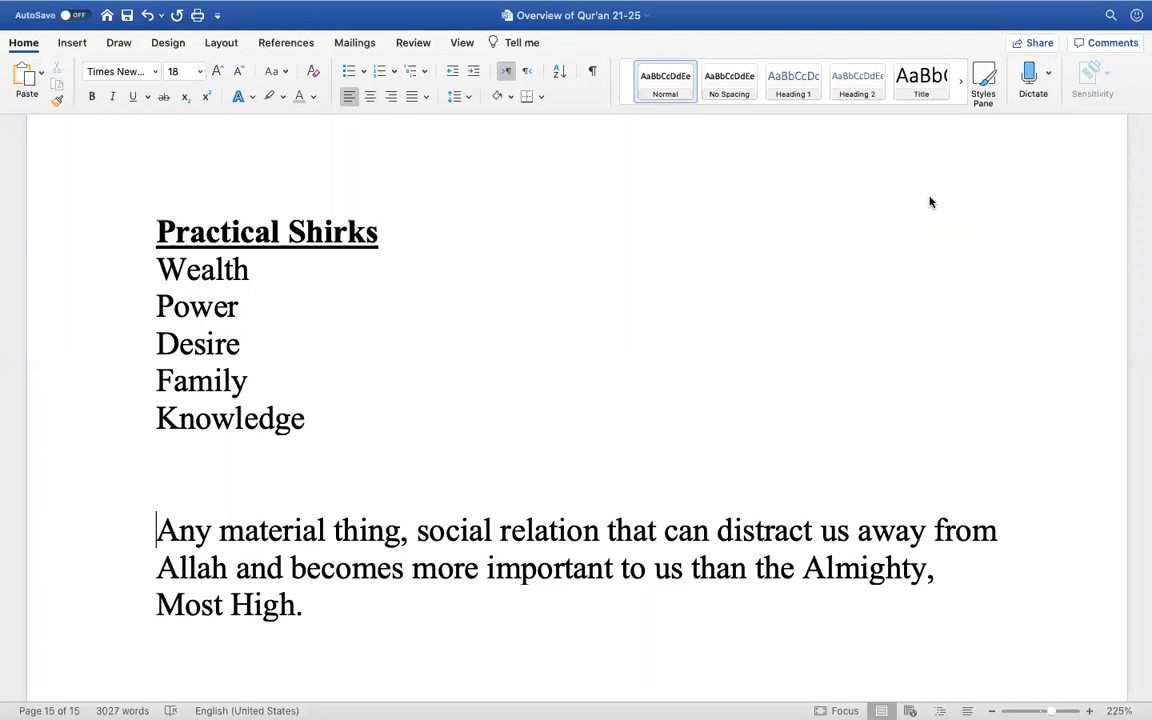 AutoSave OFF Overview of Qur'an 21-25
Home Insert Draw Design Layout References Mailings Review View Tell me Share Comments
Times New... 18 Aa AaBbCcDdEe AaBbCcDdEe AaBbCcDc AaBbCcDdEe AaBb(
Paste Normal No Spacing Heading 1 Heading 2 Title Styles Pane Dictate Sensitivity
Practical Shirks
Wealth
Power
Desire
Family
Knowledge
Any material thing, social relation that can distract us away from
Allah and becomes more important to us than the Almighty,
Most High.
Page 15 of 15 3027 words English (United States) Focus 225%